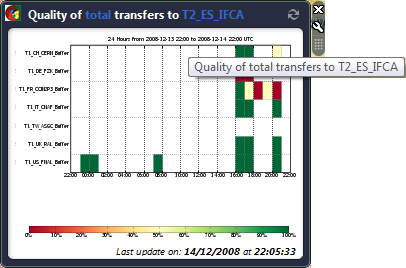 Quality of total transfers to T2_ES_IFCA
24 Hours from 2008-12-13 22:00 to 2008-12-14 22:00 UTC
T1_CH_CERN_Buffer
Quality of total transfers to T2_ES_IFCA
T1_DE_FZK_Buffer
T1_FR_CCIN2P3_Buffer
T1_IT_CNAF_Buffer
T1_TW_ASGC_Buffer
T1_UK_RAL_Buffer
T1_US_FNAL_Buffer
22:00 00:00 02:00 04:00 06:00 08:00 10:00 12:00 14:00 16:00 18:00 20:00 22:00
0% 10% 20% 30% 40% 50% 60% 70% 80% 90% 100%
Last update on: 14/12/2008 at 22:05:33